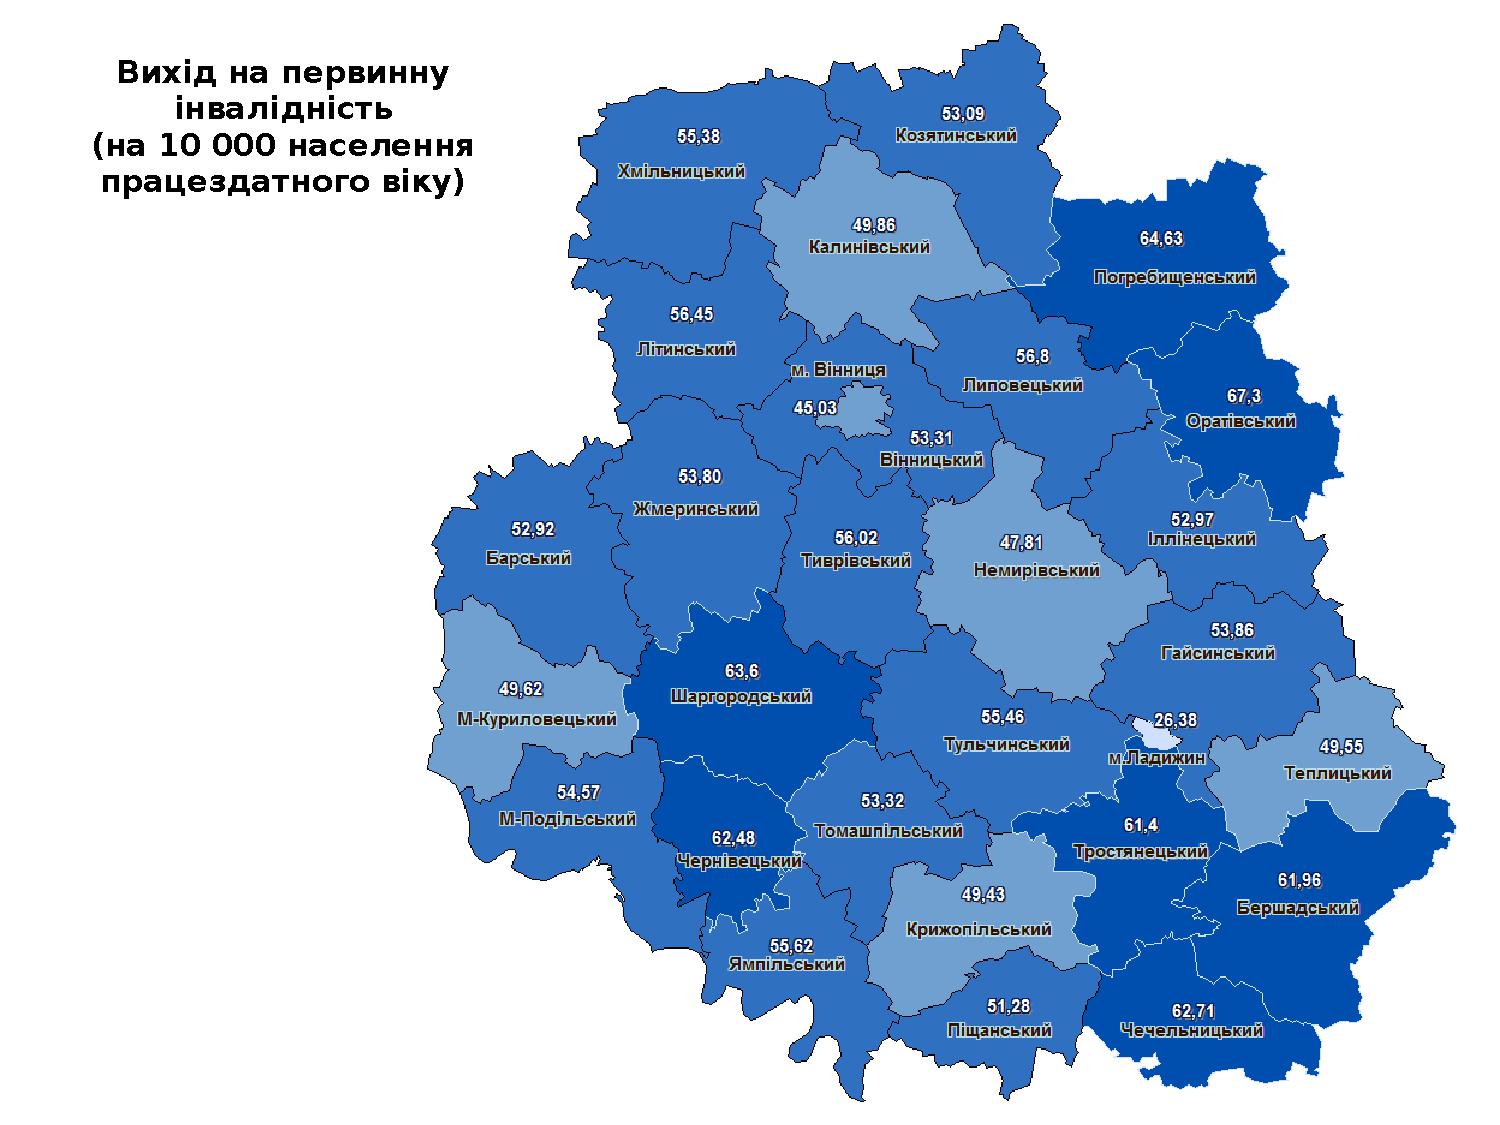 Вихід на первинну
інвалідність
(на 10 000 населення
працездатного віку)
53,09
Козятинський
55,38
Хмільницький
49,86
Калинівський
64,63
Погребищенський
56,45
Літинський
56,8
Липовецький
м. Вінниця
45,03
67,3
Оратівський
53,31
Вінницький
53,80
Жмеринський
52,92
Барський
56,02
Тиврівський
47,81
Немирівський
52,97
Іллінецький
53,86
Гайсинський
63,6
Шаргородський
49,62
М-Куриловецький
55,46
Тульчинський
26,38
м.Ладижин
49,55
Теплицький
54,57
М-Подільський
53,32
Томашпільський
62,48
Чернівецький
61,4
Тростянецький
61,96
Бершадський
49,43
Крижопільський
55,62
Ямпільський
51,28
Піщанський
62,71
Чечельницький